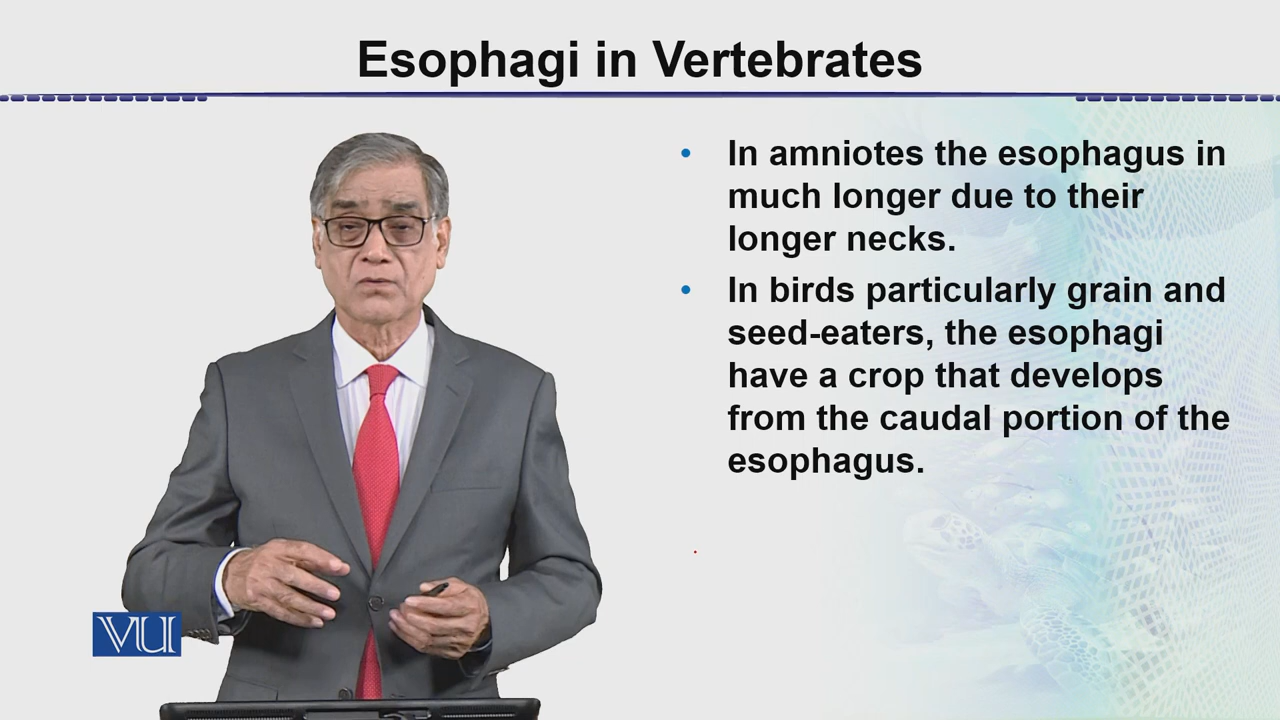 Esophagi in Vertebrates
• In amniotes the esophagus in
much longer due to their
longer necks.
• In birds particularly grain and
seed-eaters, the esophagi
have a crop that develops
from the caudal portion of the
esophagus.
VU